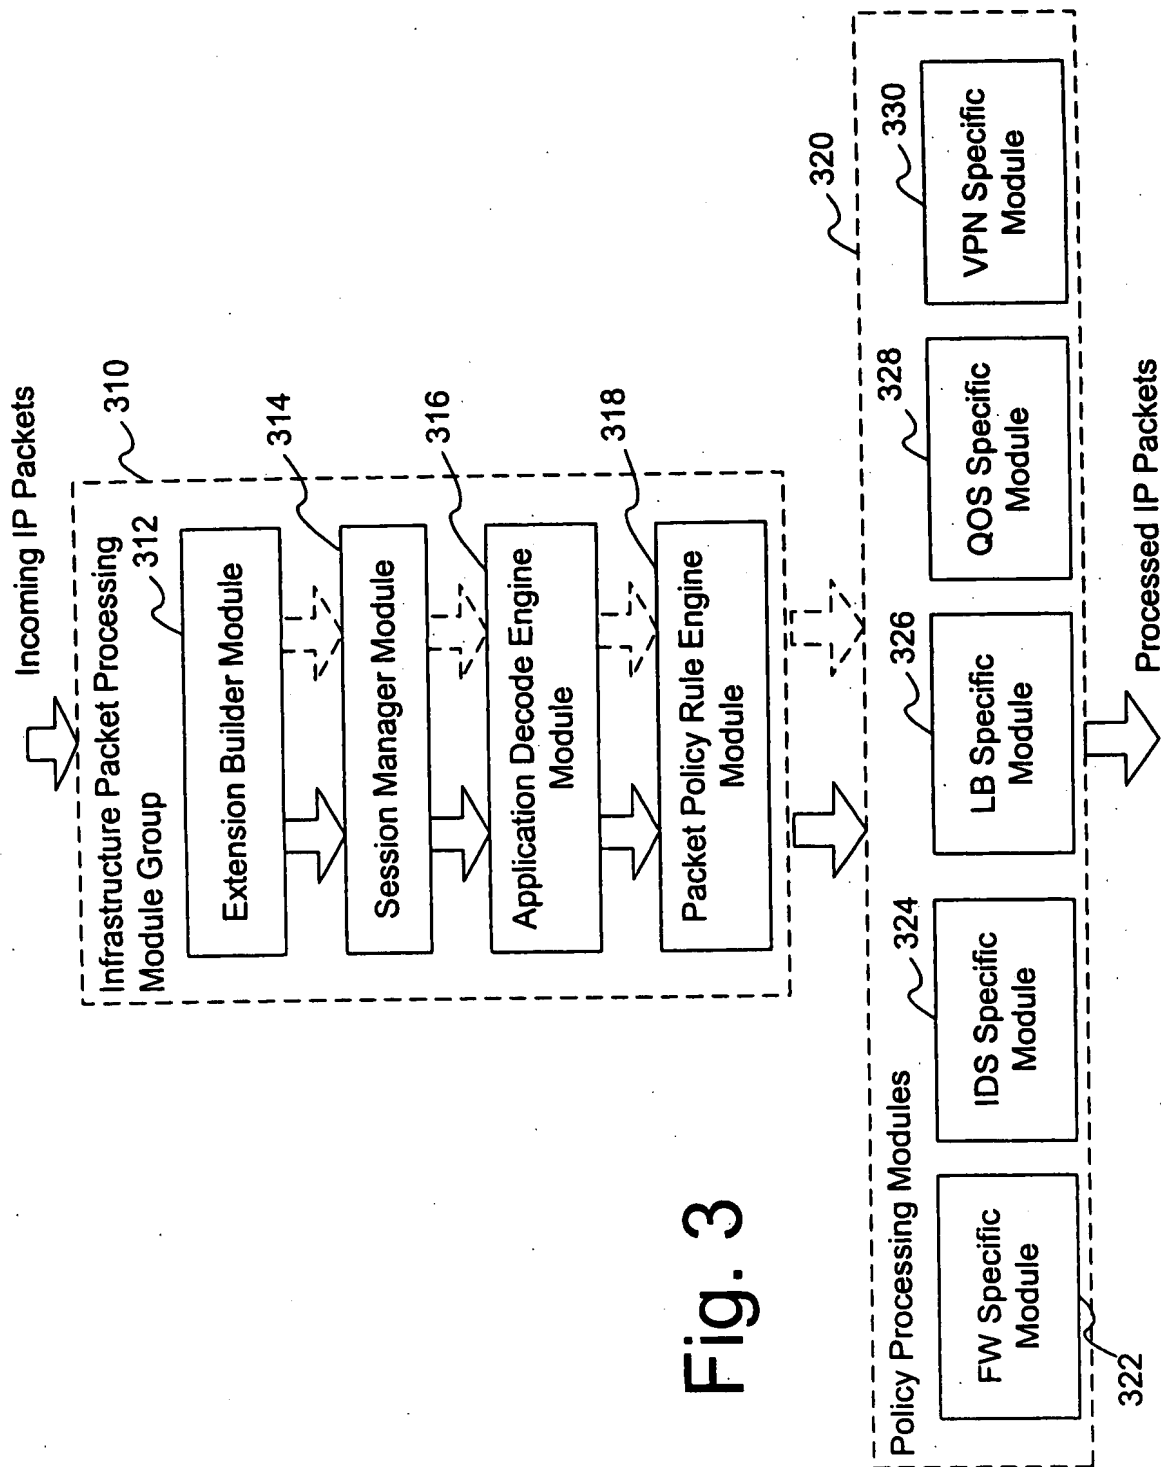 Incoming IP Packets
310
Infrastructure Packet Processing
Module Group
312
Extension Builder Module
314
Session Manager Module
316
Application Decode Engine
Module
318
Packet Policy Rule Engine
Module
320
Policy Processing Modules
322
FW Specific
Module
324
IDS Specific
Module
326
LB Specific
Module
328
QOS Specific
Module
330
VPN Specific
Module
Processed IP Packets
Fig. 3